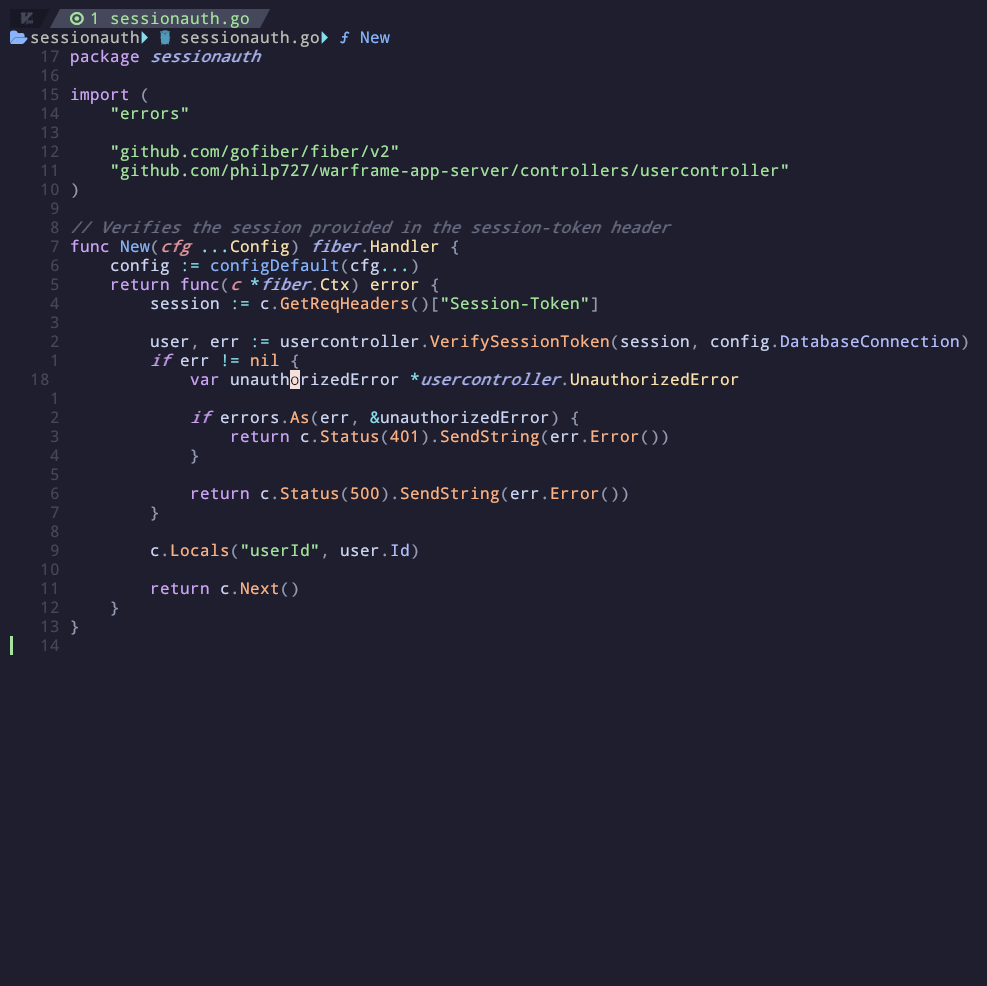 1 sessionauth.go
sessionauth sessionauth.go ƒ New
17 package sessionauth
16
15 import (
14     "errors"
13
12     "github.com/gofiber/fiber/v2"
11     "github.com/philp727/warframe-app-server/controllers/usercontroller"
10 )
9
8 // Verifies the session provided in the session-token header
7 func New(cfg ...Config) fiber.Handler {
6     config := configDefault(cfg...)
5     return func(c *fiber.Ctx) error {
4         session := c.GetReqHeaders()["Session-Token"]
3
2         user, err := usercontroller.VerifySessionToken(session, config.DatabaseConnection)
1         if err != nil {
18             var unauthorizedError *usercontroller.UnauthorizedError
1
2             if errors.As(err, &unauthorizedError) {
3                 return c.Status(401).SendString(err.Error())
4             }
5
6             return c.Status(500).SendString(err.Error())
7         }
8
9         c.Locals("userId", user.Id)
10
11         return c.Next()
12     }
13 }
14